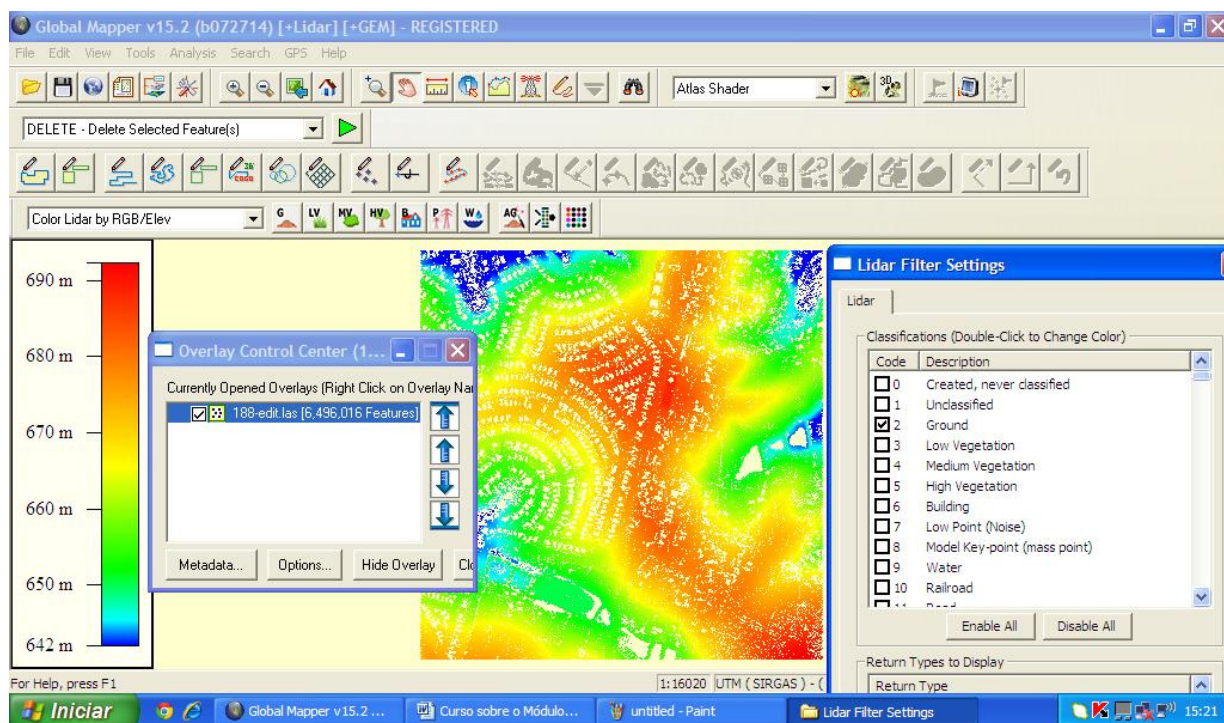 Global Mapper v15.2 (b072714) [+Lidar] [+GEM] - REGISTERED
File Edit View Tools Analysis Search GPS Help
Atlas Shader
DELETE - Delete Selected Feature(s)
Color Lidar by RGB/Elev
G LV MV HV B P W AG
690 m
680 m
670 m
660 m
650 m
642 m
Overlay Control Center (1...
Currently Opened Overlays (Right Click on Overlay Na
188-edit.las [6,496,016 Features]
Metadata...
Options...
Hide Overlay
Clo
Lidar Filter Settings
Lidar
Classifications (Double-Click to Change Color)
Code Description
0 Created, never classified
1 Unclassified
2 Ground
3 Low Vegetation
4 Medium Vegetation
5 High Vegetation
6 Building
7 Low Point (Noise)
8 Model Key-point (mass point)
9 Water
10 Railroad
Enable All
Disable All
Return Types to Display
Return Type
For Help, press F1
1:16020 UTM ( SIRGAS ) - (
Iniciar
Global Mapper v15.2 ...
Curso sobre o Módulo...
untitled - Paint
Lidar Filter Settings
15:21